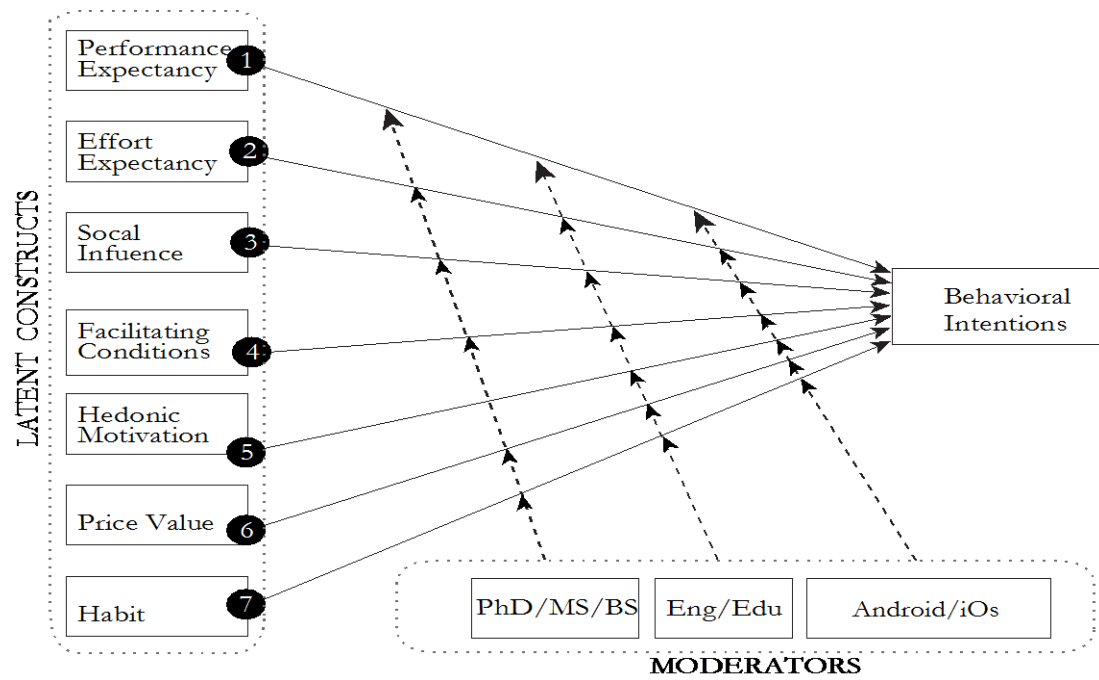 LATENT CONSTRUCTS
Performance
Expectancy
1
Effort
Expectancy
2
Socal
Infuence
3
Facilitating
Conditions
4
Hedonic
Motivation
5
Price Value
6
Habit
7
Behavioral
Intentions
PhD/MS/BS
Eng/Edu
Android/iOs
MODERATORS